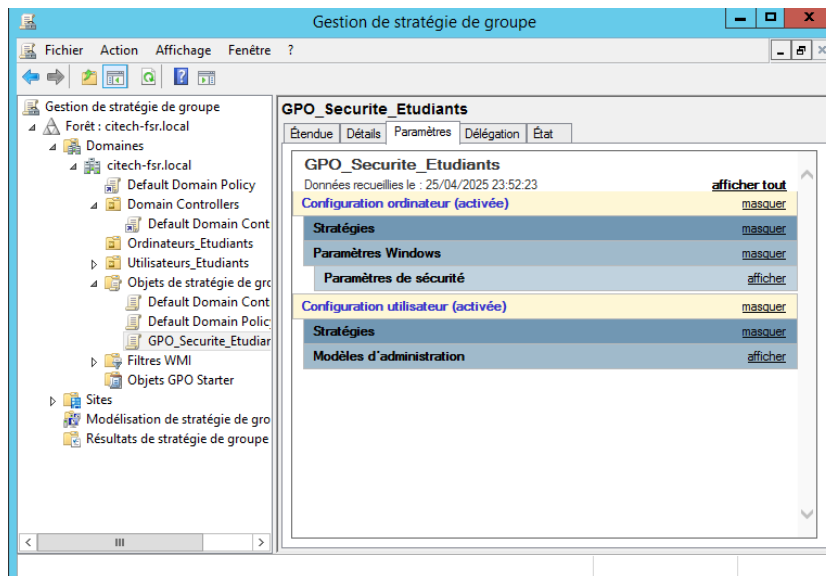 Gestion de stratégie de groupe
Fichier Action Affichage Fenêtre ?
Gestion de stratégie de groupe
Forêt : citech-fsr.local
Domaines
citech-fsr.local
Default Domain Policy
Domain Controllers
Default Domain Cont
Ordinateurs_Etudiants
Utilisateurs_Etudiants
Objets de stratégie de gro
Default Domain Cont
Default Domain Polic
GPO_Securite_Etudiar
Filtres WMI
Objets GPO Starter
Sites
Modélisation de stratégie de gro
Résultats de stratégie de groupe
GPO_Securite_Etudiants
Étendue Détails Paramètres Délégation État
GPO_Securite_Etudiants
Données recueillies le : 25/04/2025 23:52:23 afficher tout
Configuration ordinateur (activée) masquer
Stratégies masquer
Paramètres Windows masquer
Paramètres de sécurité afficher
Configuration utilisateur (activée) masquer
Stratégies masquer
Modèles d'administration afficher